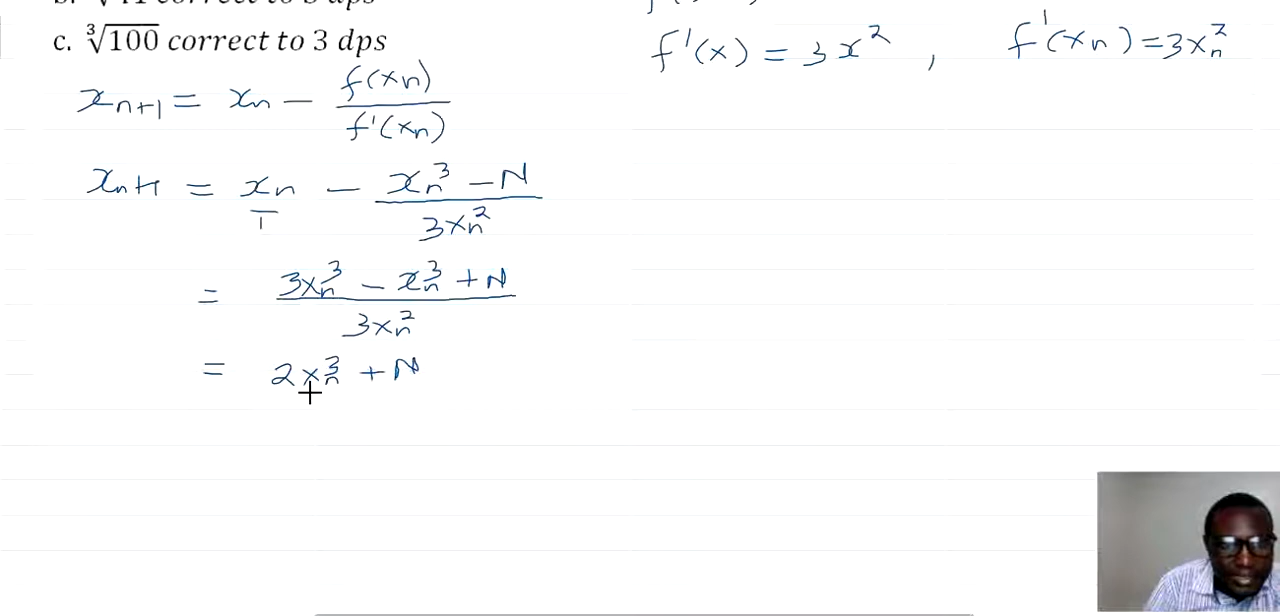 c. ∛100 correct to 3 dps
f'(x) = 3x² , f'(xn) = 3xn²
xn+1 = xn − f(xn) / f'(xn)
xn+1 = xn/1 − (xn³ − N) / 3xn²
= (3xn³ − xn³ + N) / 3xn²
= 2xn³ + N